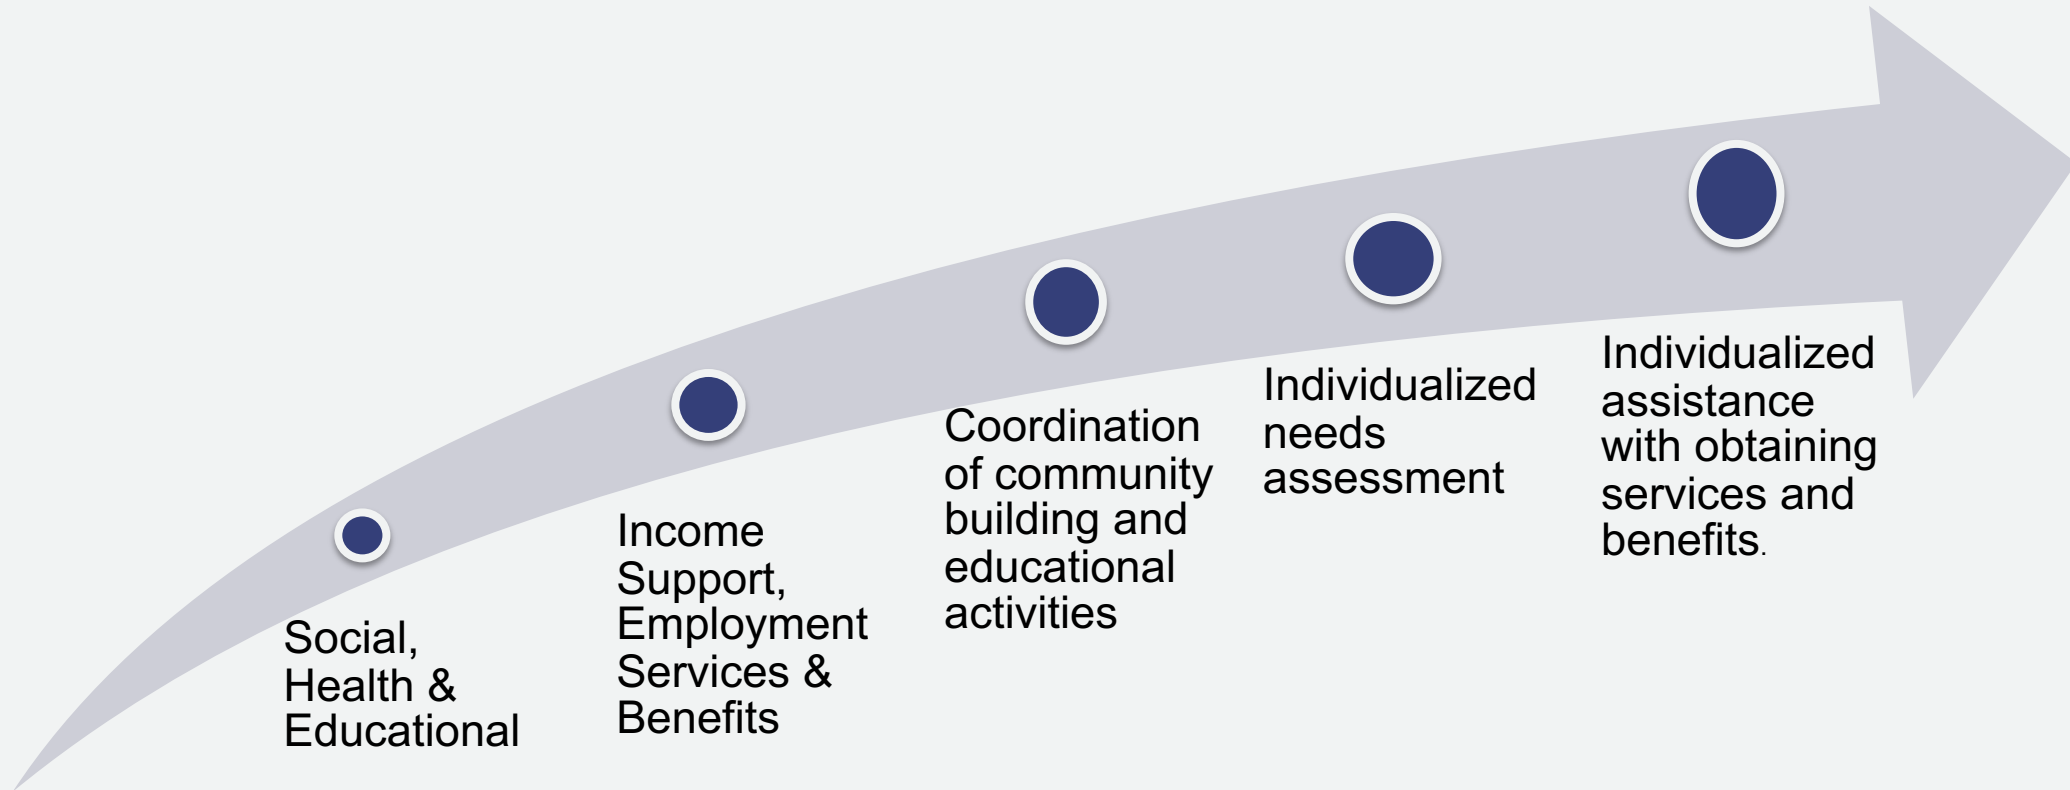 Social,
Health &
Educational
Income
Support,
Employment
Services &
Benefits
Coordination
of community
building and
educational
activities
Individualized
needs
assessment
Individualized
assistance
with obtaining
services and
benefits.